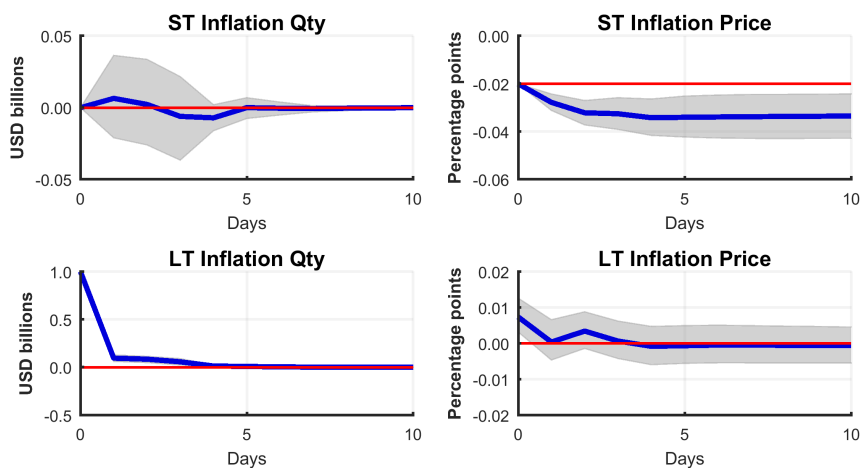 ST Inflation Qty
USD billions
0.05
0.00
-0.05
0
5
10
Days
ST Inflation Price
Percentage points
0.00
-0.02
-0.04
-0.06
0
5
10
Days
LT Inflation Qty
USD billions
1.0
0.5
0.0
-0.5
0
5
10
Days
LT Inflation Price
Percentage points
0.02
0.01
0.00
-0.01
-0.02
0
5
10
Days